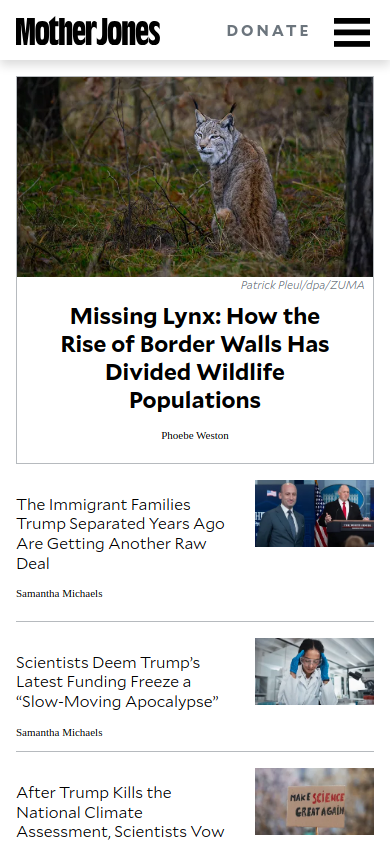 Mother Jones
DONATE
Patrick Pleul/dpa/ZUMA
Missing Lynx: How the
Rise of Border Walls Has
Divided Wildlife
Populations
Phoebe Weston
The Immigrant Families
Trump Separated Years Ago
Are Getting Another Raw
Deal
Samantha Michaels
Scientists Deem Trump’s
Latest Funding Freeze a
“Slow-Moving Apocalypse”
Samantha Michaels
After Trump Kills the
National Climate
Assessment, Scientists Vow
MAKE SCIENCE
GREAT AGAIN